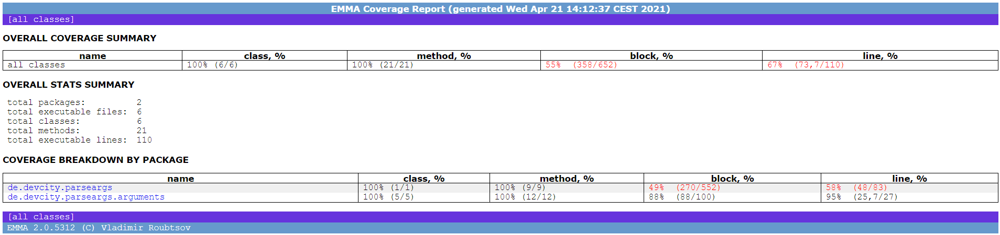 EMMA Coverage Report (generated Wed Apr 21 14:12:37 CEST 2021)
[all classes]
OVERALL COVERAGE SUMMARY
name class, % method, % block, % line, %
all classes 100% (6/6) 100% (21/21) 55% (358/652) 67% (73,7/110)
OVERALL STATS SUMMARY
total packages: 2
total executable files: 6
total classes: 6
total methods: 21
total executable lines: 110
COVERAGE BREAKDOWN BY PACKAGE
name class, % method, % block, % line, %
de.devcity.parseargs 100% (1/1) 100% (9/9) 49% (270/552) 58% (48/83)
de.devcity.parseargs.arguments 100% (5/5) 100% (12/12) 88% (88/100) 95% (25,7/27)
[all classes]
EMMA 2.0.5312 (C) Vladimir Roubtsov